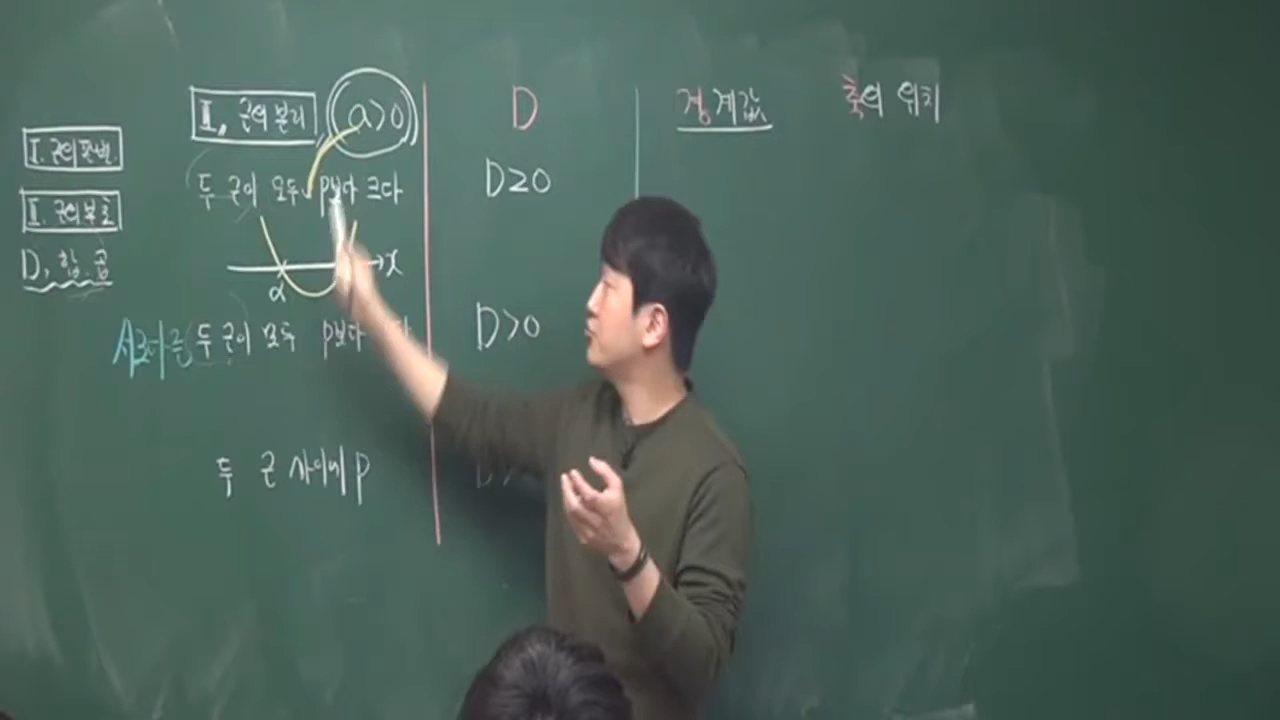 I. 근의 판별.
II. 근의 부호
D, 합, 곱
III. 근의 분리
a>0
두 근이 모두 p보다 크다
α
x
서로다른 두 근이 모두 p보다
두 근 사이에 p
D
D≥0
D>0
경계값
축의 위치